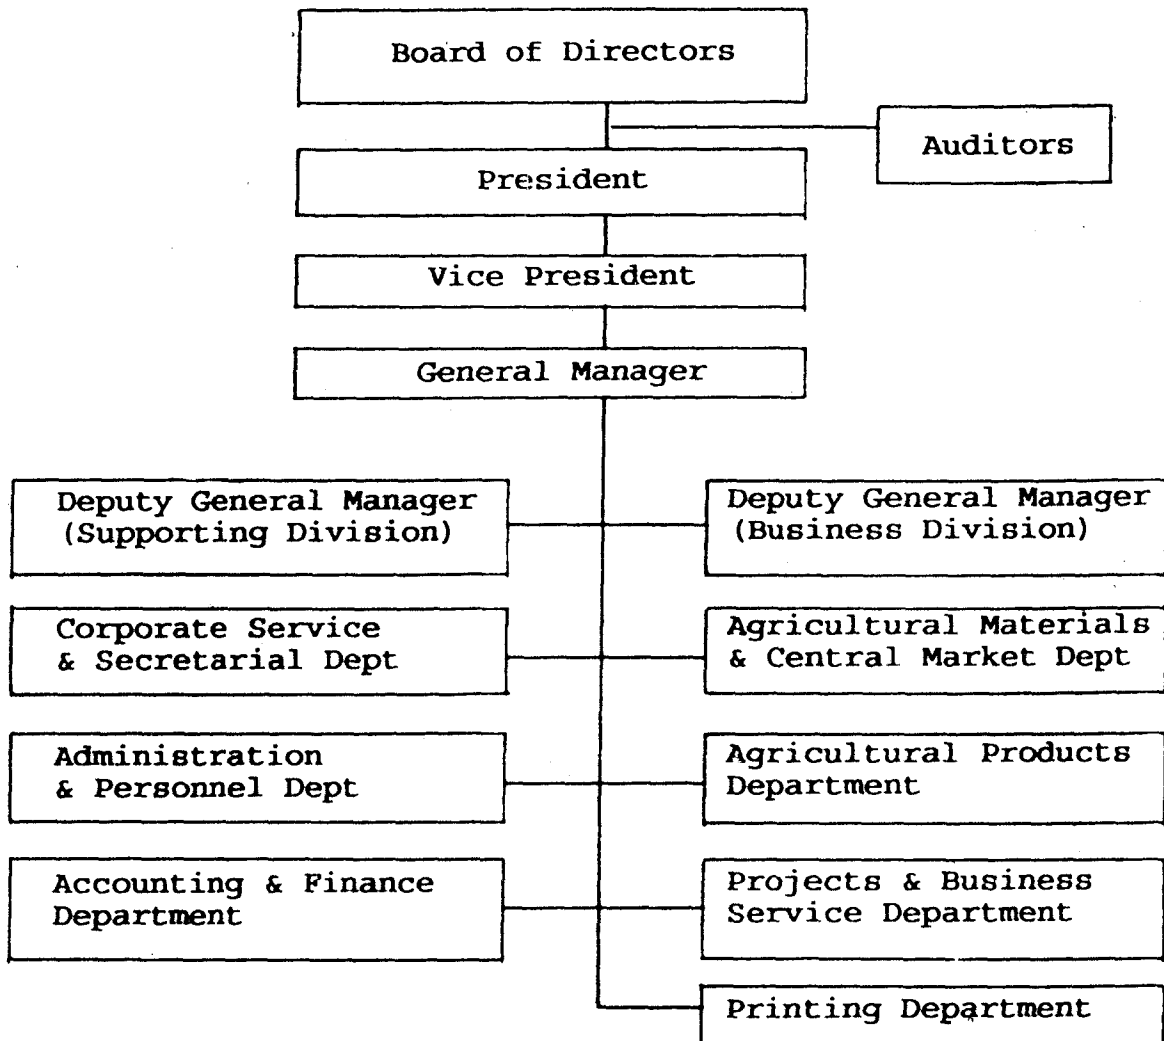 Board of Directors
Auditors
President
Vice President
General Manager
Deputy General Manager
(Supporting Division)
Deputy General Manager
(Business Division)
Corporate Service
& Secretarial Dept
Agricultural Materials
& Central Market Dept
Administration
& Personnel Dept
Agricultural Products
Department
Accounting & Finance
Department
Projects & Business
Service Department
Printing Department